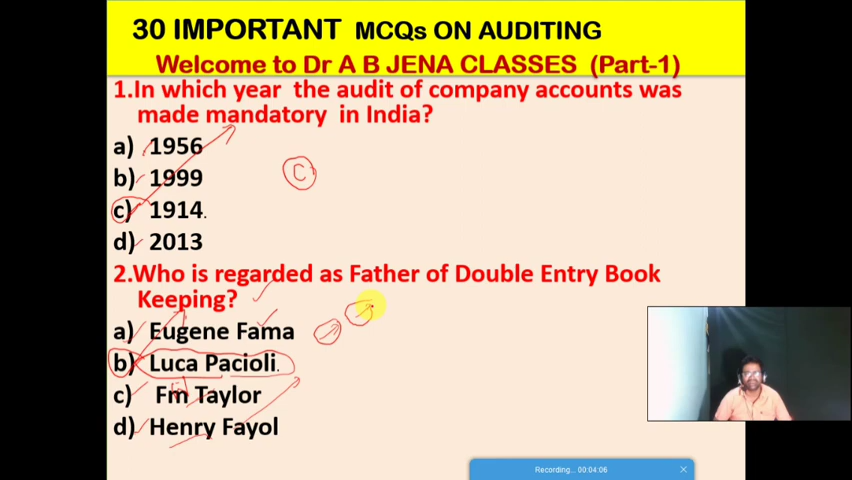 30 IMPORTANT MCQs ON AUDITING
Welcome to Dr A B JENA CLASSES (Part-1)
1.In which year the audit of company accounts was
made mandatory in India?
a) 1956
b) 1999
C
c) 1914.
d) 2013
2.Who is regarded as Father of Double Entry Book
Keeping?
a) Eugene Fama
b) Luca Pacioli.
c) Fm Taylor
d) Henry Fayol
Recording... 00:04:06